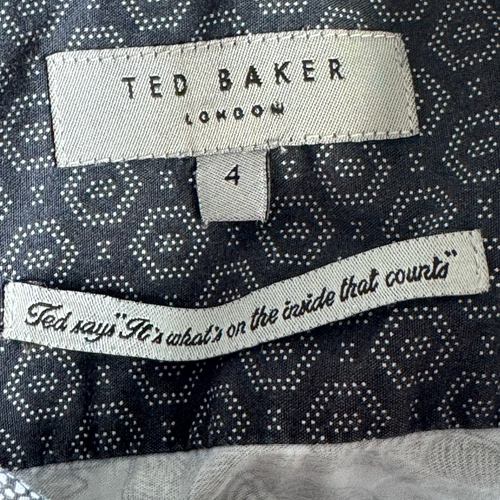 TED BAKER
LONDON
4
Ted says "It's what's on the inside that counts"